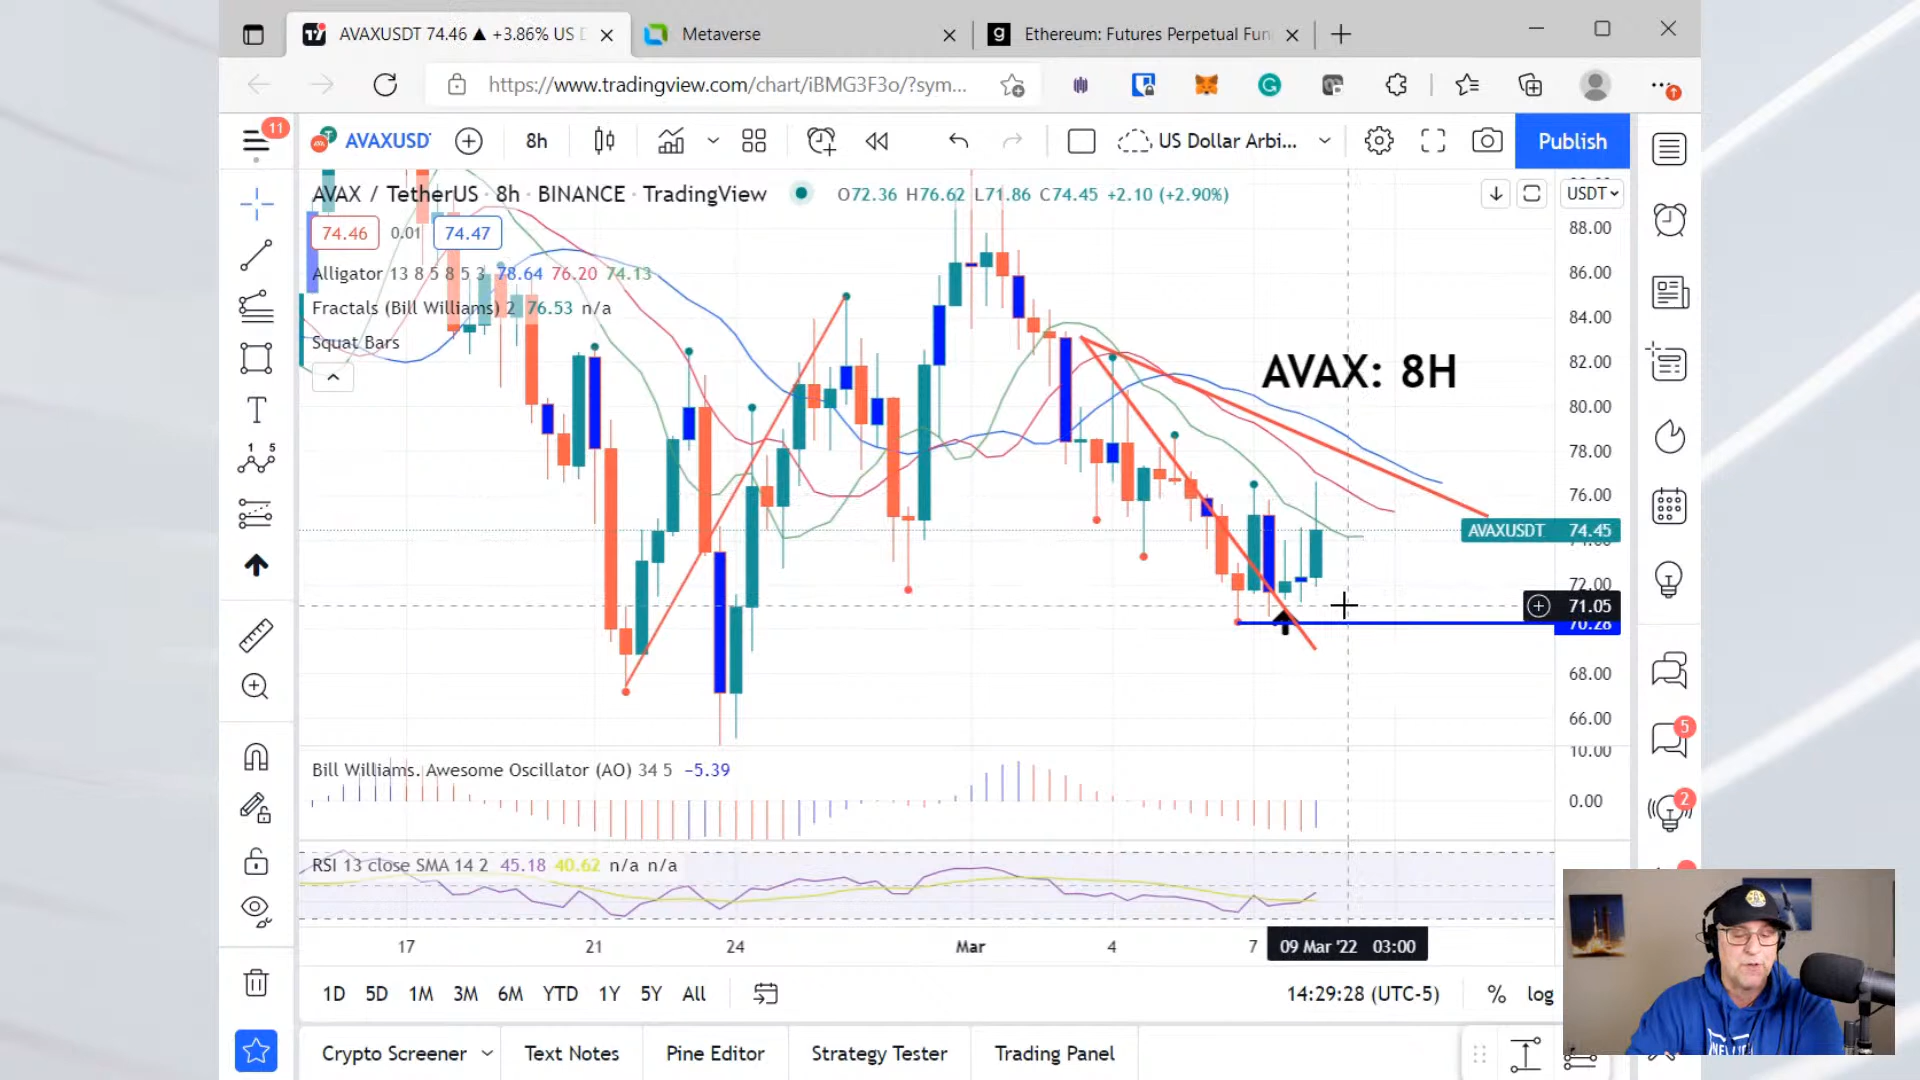 AVAXUSDT 74.46 ▲ +3.86% US
Metaverse
Ethereum: Futures Perpetual Fun
https://www.tradingview.com/chart/iBMG3F3o/?sym...
11
AVAXUSD
8h
US Dollar Arbi...
Publish
AVAX / TetherUS · 8h · BINANCE · TradingView
O72.36 H76.62 L71.86 C74.45 +2.10 (+2.90%)
USDT
74.46 0.01 74.47
Alligator 13 8 5 8 5 3 78.64 76.20 74.13
Fractals (Bill Williams) 2 76.53 n/a
Squat Bars
AVAX: 8H
88.00
86.00
84.00
82.00
80.00
78.00
76.00
AVAXUSDT 74.45
74.00
72.00
71.05
70.28
68.00
66.00
1 5
Bill Williams. Awesome Oscillator (AO) 34 5 −5.39
10.00
0.00
RSI 13 close SMA 14 2 45.18 40.62 n/a n/a
5
2
17 21 24 Mar 4 7 09 Mar '22 03:00
1D 5D 1M 3M 6M YTD 1Y 5Y All
14:29:28 (UTC-5) % log
Crypto Screener Text Notes Pine Editor Strategy Tester Trading Panel